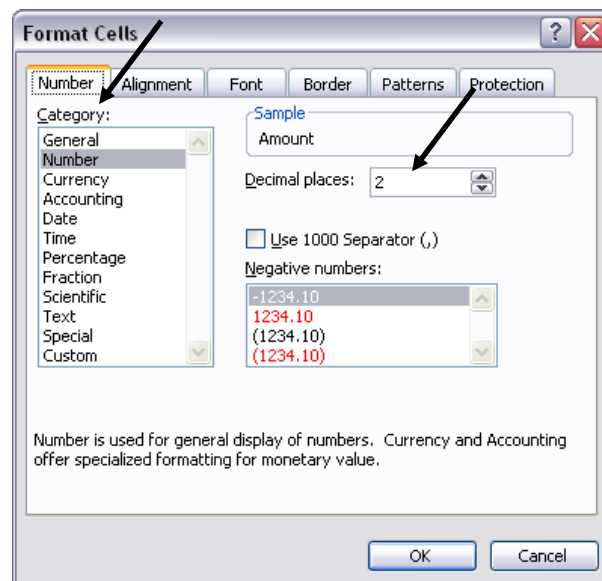 Format Cells
Number Alignment Font Border Patterns Protection
Category:
General
Number
Currency
Accounting
Date
Time
Percentage
Fraction
Scientific
Text
Special
Custom
Sample
Amount
Decimal places: 2
Use 1000 Separator (,)
Negative numbers:
-1234.10
1234.10
(1234.10)
(1234.10)
Number is used for general display of numbers. Currency and Accounting
offer specialized formatting for monetary value.
OK Cancel